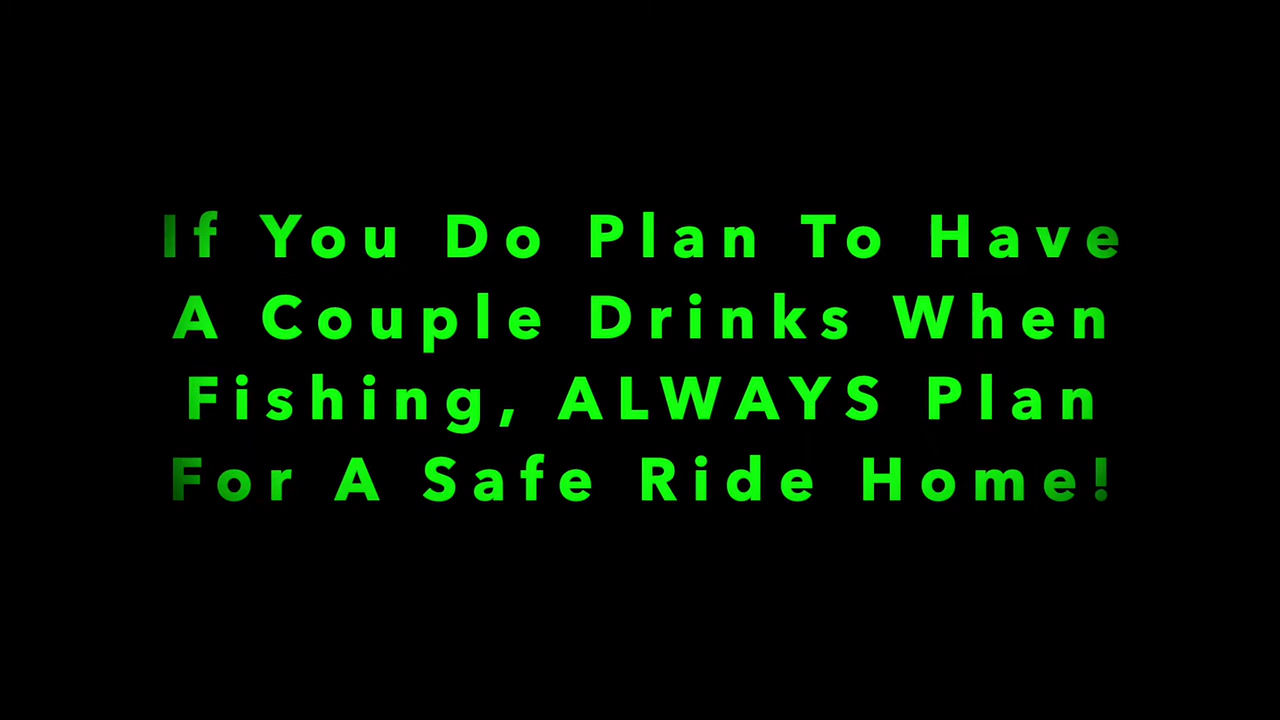 If You Do Plan To Have
A Couple Drinks When
Fishing, ALWAYS Plan
For A Safe Ride Home!